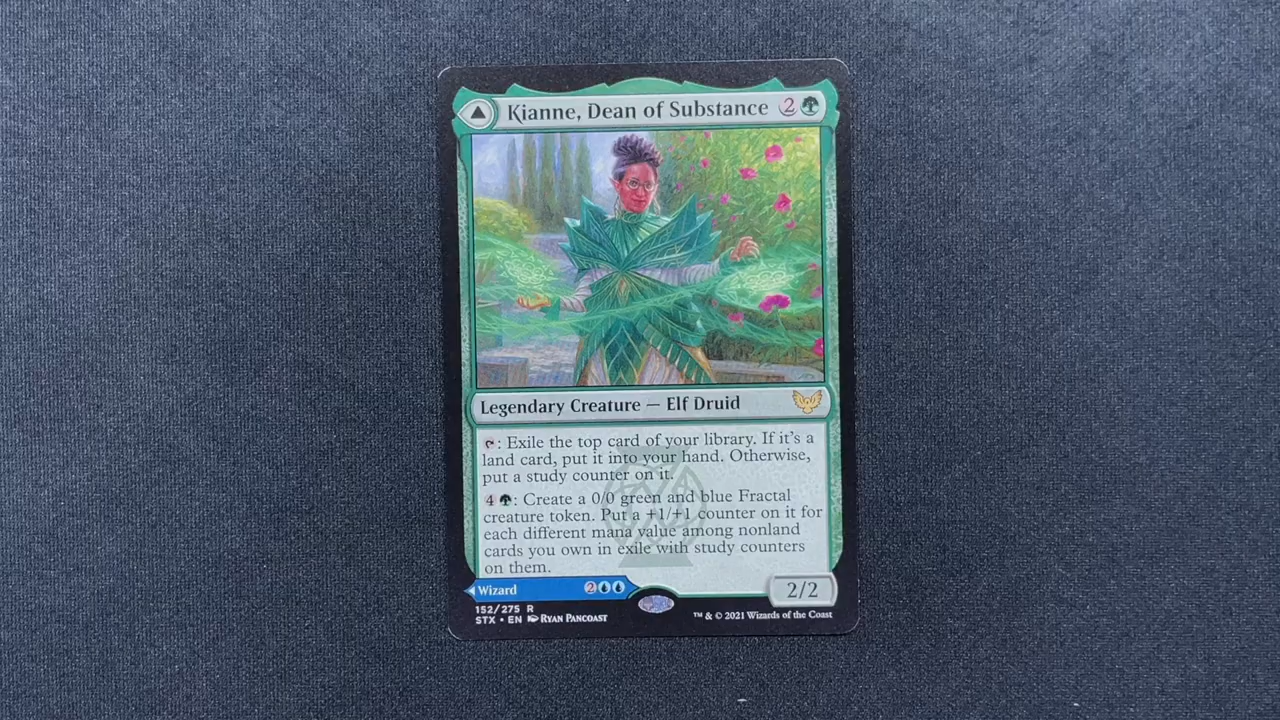 Kianne, Dean of Substance 2
Legendary Creature — Elf Druid
: Exile the top card of your library. If it's a
land card, put it into your hand. Otherwise,
put a study counter on it.
4 : Create a 0/0 green and blue Fractal
creature token. Put a +1/+1 counter on it for
each different mana value among nonland
cards you own in exile with study counters
on them.
Wizard 2
2/2
152/275 R
STX • EN RYAN PANCOAST
™ & © 2021 Wizards of the Coast